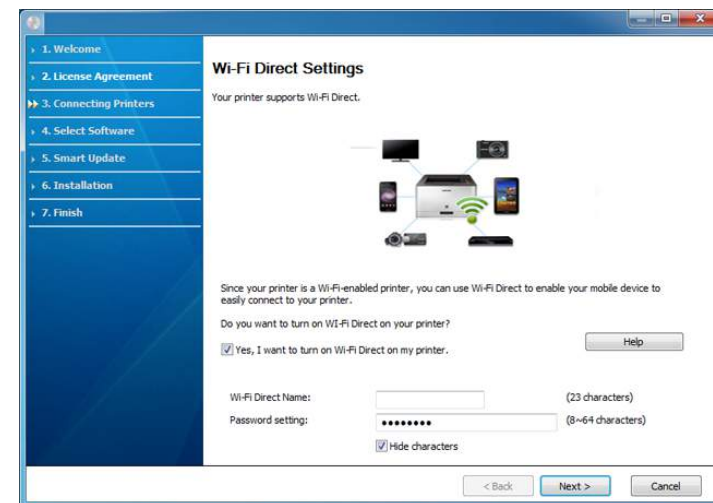 1. Welcome
2. License Agreement
3. Connecting Printers
4. Select Software
5. Smart Update
6. Installation
7. Finish
Wi-Fi Direct Settings
Your printer supports Wi-Fi Direct.
Since your printer is a Wi-Fi-enabled printer, you can use Wi-Fi Direct to enable your mobile device to
easily connect to your printer.
Do you want to turn on WI-Fi Direct on your printer?
Yes, I want to turn on Wi-Fi Direct on my printer.
Help
Wi-Fi Direct Name:
(23 characters)
Password setting:
(8~64 characters)
Hide characters
< Back
Next >
Cancel